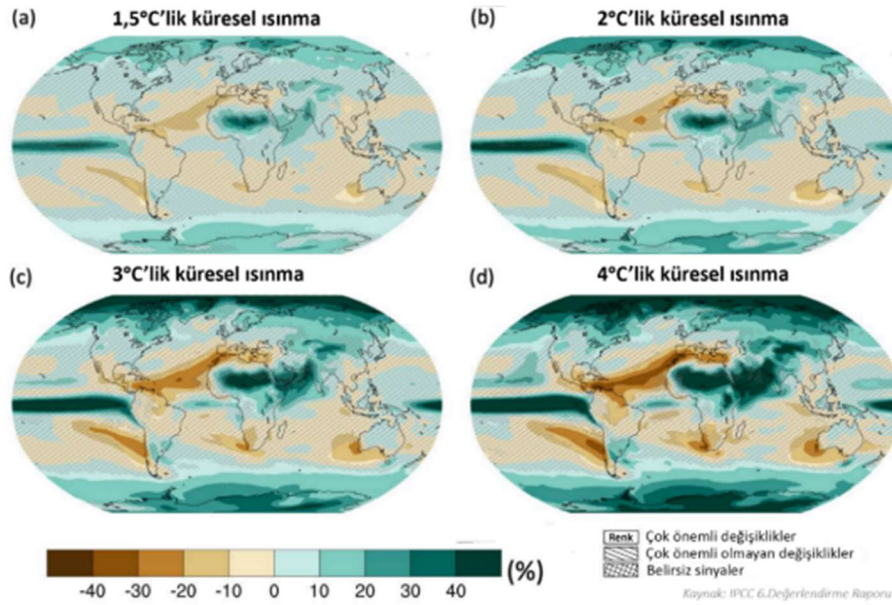 (a) 1,5°C'lik küresel ısınma
(b) 2°C'lik küresel ısınma
(c) 3°C'lik küresel ısınma
(d) 4°C'lik küresel ısınma
-40 -30 -20 -10 0 10 20 30 40 (%)
Renk Çok önemli değişiklikler
Çok önemli olmayan değişiklikler
Belirsiz sinyaler
Kaynak: IPCC 6.Değerlendirme Raporu